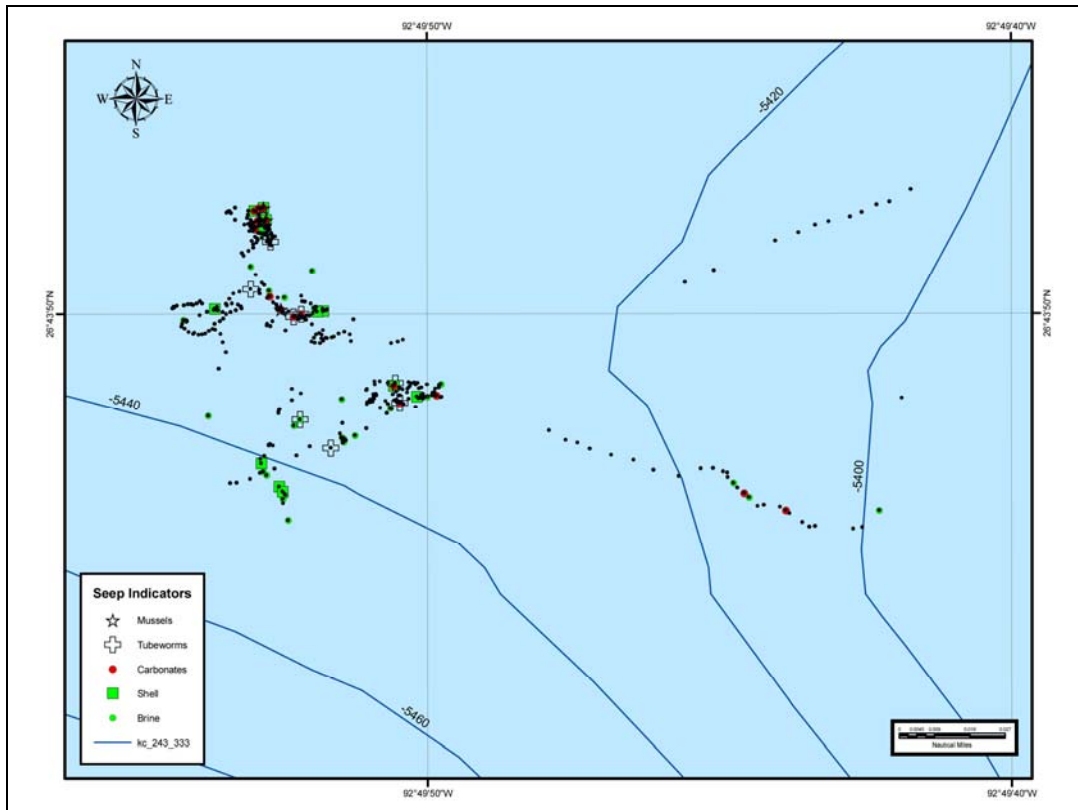 92°49'50"W 92°49'40"W
N
W E
S
-5420
26°43'50"N 26°43'50"N
-5440
-5400
Seep Indicators
Mussels
Tubeworms
Carbonates
Shell
Brine
kc_243_333
-5460
Nautical Miles
92°49'50"W 92°49'40"W